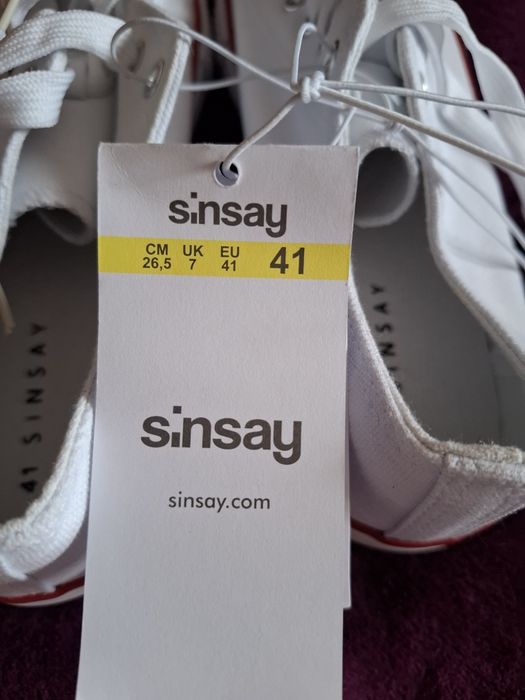 sinsay
CM UK EU 41
26,5 7 41
sinsay
sinsay.com
41 SINSAY
SINSAY